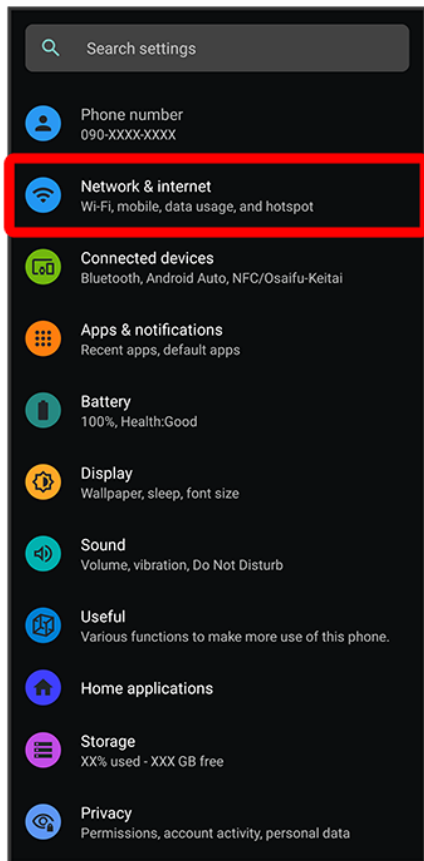 Search settings
Phone number
090-XXXX-XXXX
Network & internet
Wi-Fi, mobile, data usage, and hotspot
Connected devices
Bluetooth, Android Auto, NFC/Osaifu-Keitai
Apps & notifications
Recent apps, default apps
Battery
100%, Health:Good
Display
Wallpaper, sleep, font size
Sound
Volume, vibration, Do Not Disturb
Useful
Various functions to make more use of this phone.
Home applications
Storage
XX% used - XXX GB free
Privacy
Permissions, account activity, personal data